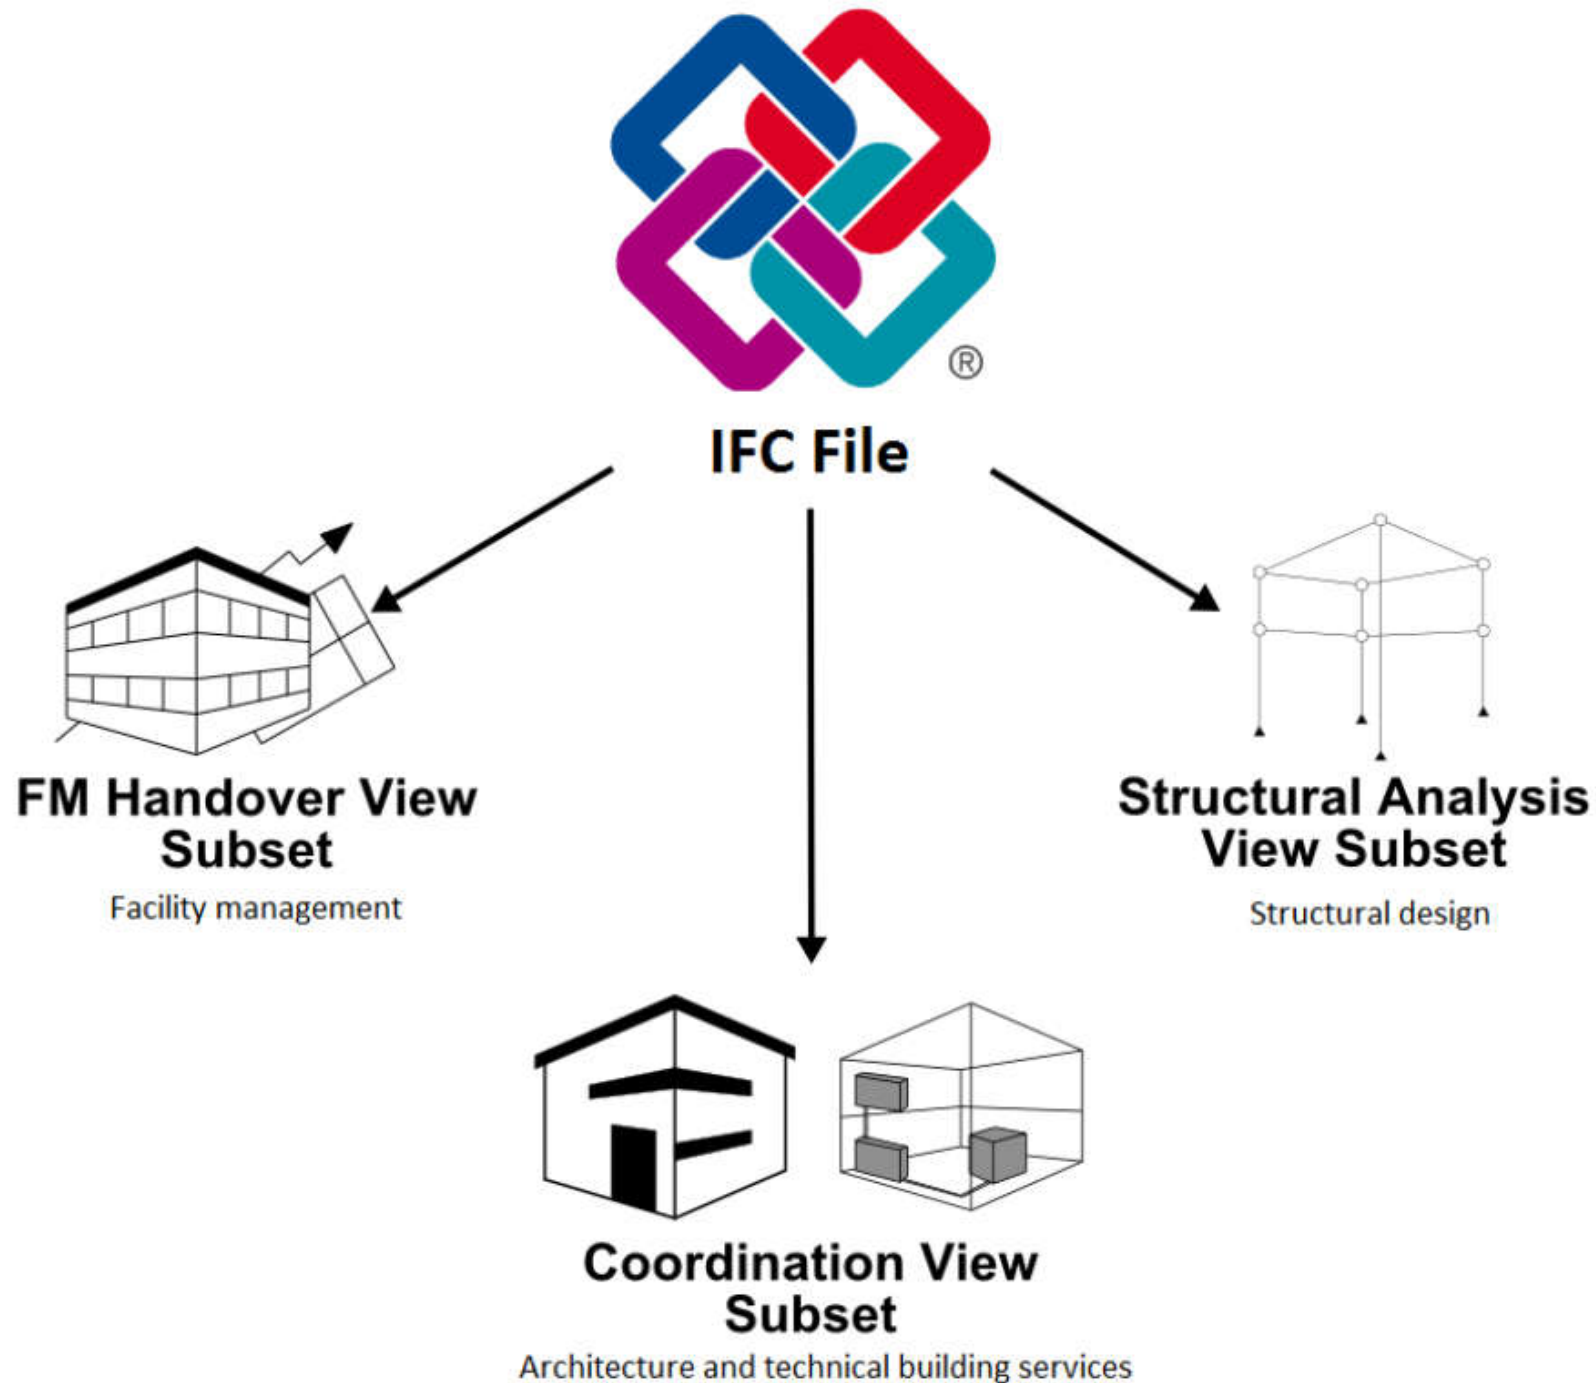 ®
IFC File
FM Handover View
Subset
Facility management
Structural Analysis
View Subset
Structural design
Coordination View
Subset
Architecture and technical building services